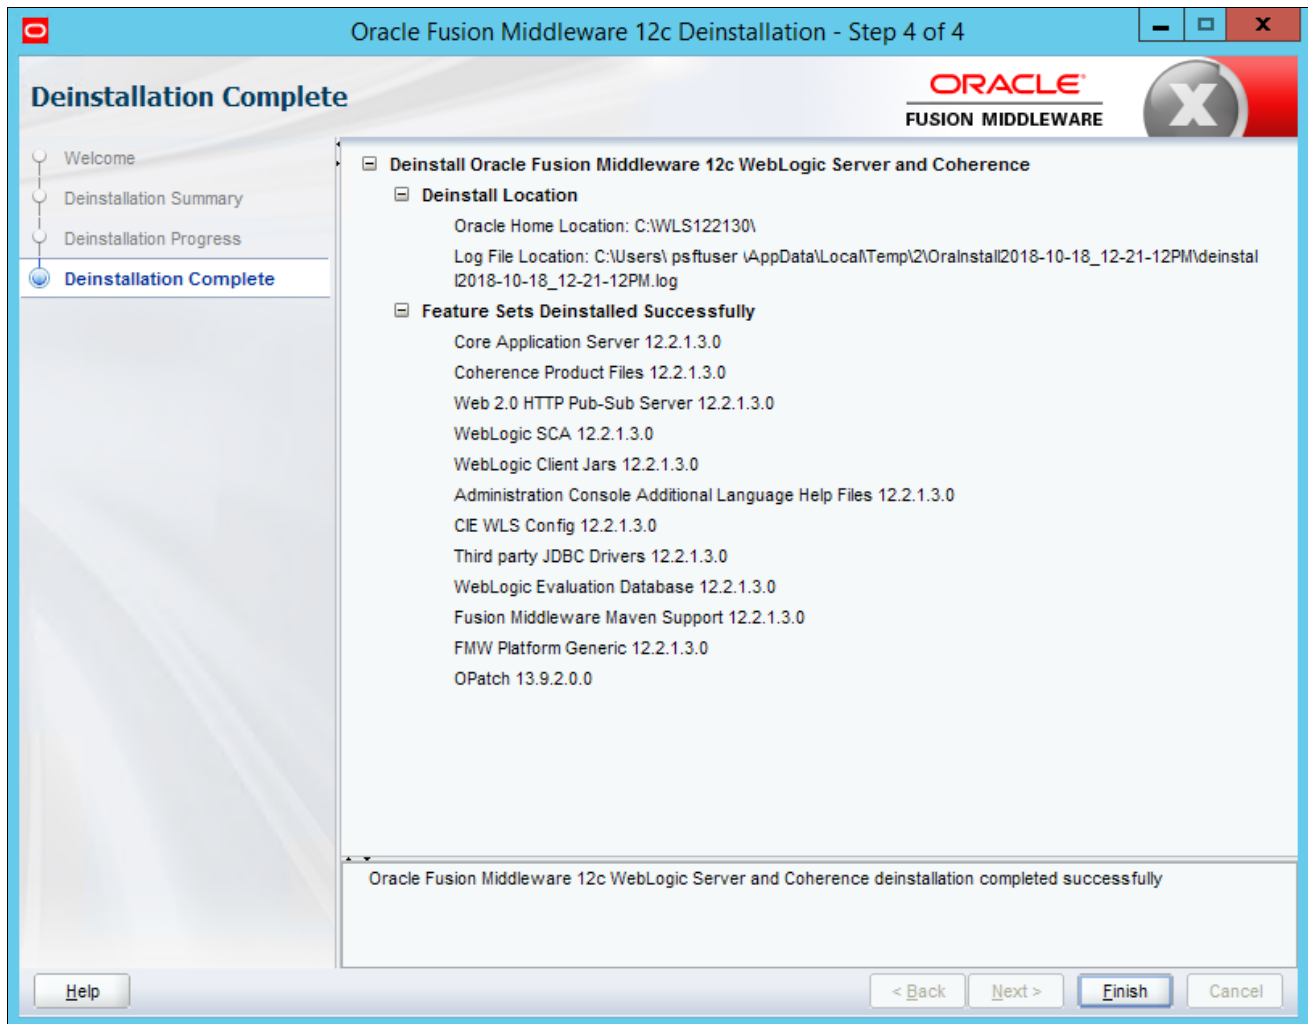 Oracle Fusion Middleware 12c Deinstallation - Step 4 of 4
Deinstallation Complete
ORACLE
FUSION MIDDLEWARE
Welcome
Deinstallation Summary
Deinstallation Progress
Deinstallation Complete
Deinstall Oracle Fusion Middleware 12c WebLogic Server and Coherence
Deinstall Location
Oracle Home Location: C:\WLS122130\
Log File Location: C:\Users\ psftuser \AppData\Local\Temp\2\OraInstall2018-10-18_12-21-12PM\deinstal
l2018-10-18_12-21-12PM.log
Feature Sets Deinstalled Successfully
Core Application Server 12.2.1.3.0
Coherence Product Files 12.2.1.3.0
Web 2.0 HTTP Pub-Sub Server 12.2.1.3.0
WebLogic SCA 12.2.1.3.0
WebLogic Client Jars 12.2.1.3.0
Administration Console Additional Language Help Files 12.2.1.3.0
CIE WLS Config 12.2.1.3.0
Third party JDBC Drivers 12.2.1.3.0
WebLogic Evaluation Database 12.2.1.3.0
Fusion Middleware Maven Support 12.2.1.3.0
FMW Platform Generic 12.2.1.3.0
OPatch 13.9.2.0.0
Oracle Fusion Middleware 12c WebLogic Server and Coherence deinstallation completed successfully
Help
< Back
Next >
Finish
Cancel